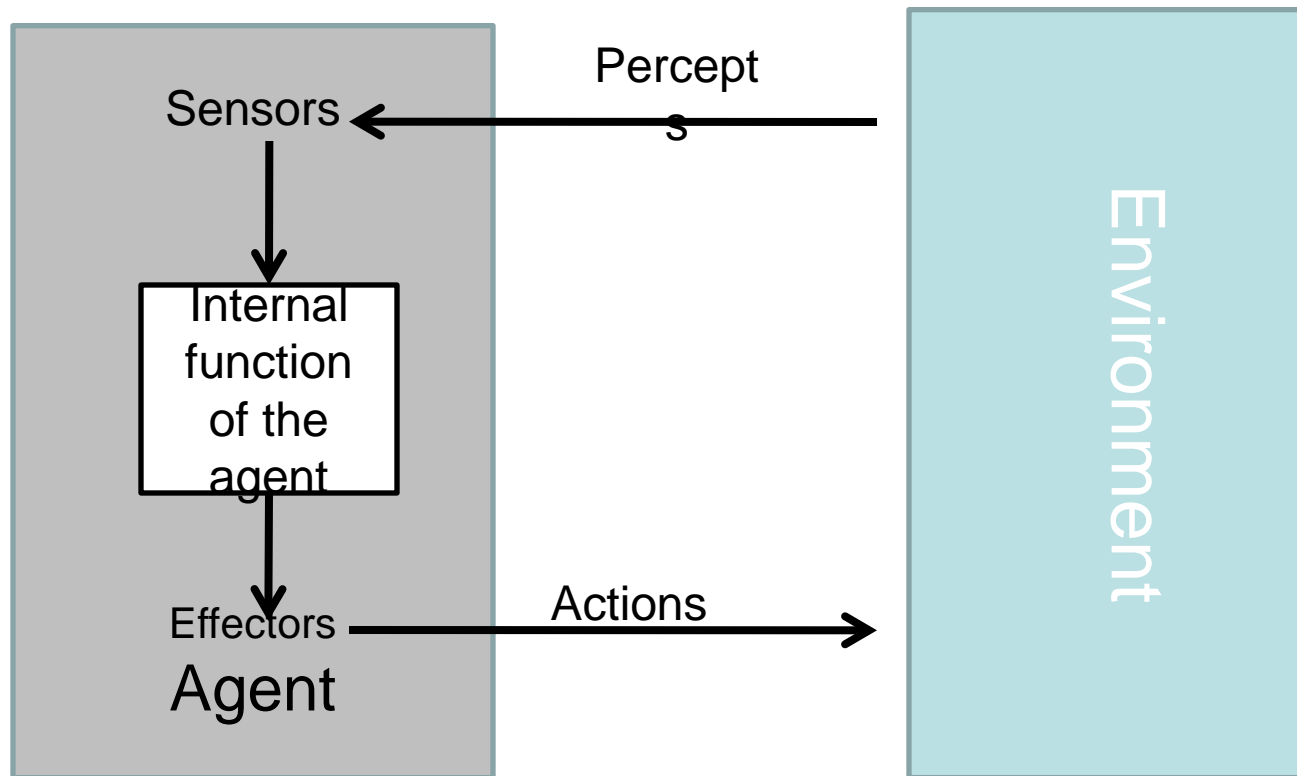 Percept
s
Sensors
Internal
function
of the
agent
Effectors
Actions
Agent
Environment